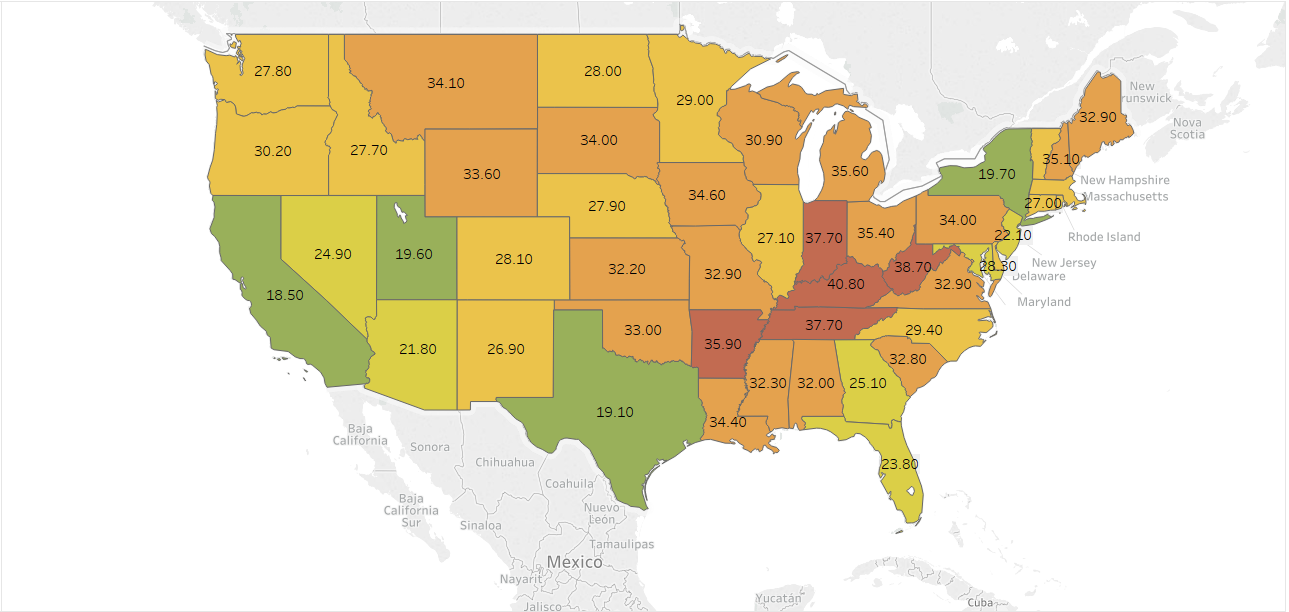 27.80
34.10
28.00
29.00
30.20
27.70
33.60
34.00
30.90
35.60
32.90
35.10
19.70
27.00
New
runswick
Nova
Scotia
New Hampshire
Massachusetts
Rhode Island
27.90
34.60
27.10
37.70
35.40
34.00
22.10
28.30
New Jersey
Delaware
Maryland
18.50
24.90
19.60
28.10
32.20
32.90
40.80
38.70
32.90
21.80
26.90
33.00
35.90
37.70
29.40
32.80
19.10
34.40
32.30
32.00
25.10
23.80
Baja
California
Sonora
Chihuahua
Coahuila
Baja
California
Sur
Sinaloa
Nuevo
León
Tamaulipas
Mexico
Nayarit
Jalisco
Yucatán
Cuba